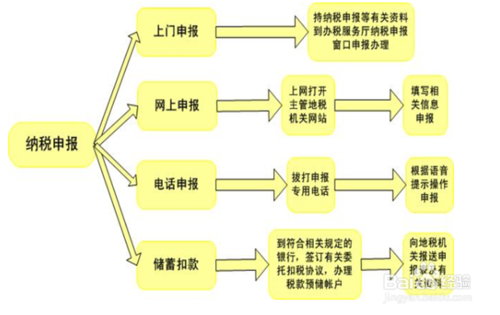 纳税申报
上门申报
持纳税申报等有关资料
到办税服务厅纳税申报
窗口申报办理
网上申报
上网打开
主管地税
机关网站
填写相
关信息
申报
电话申报
拨打申报
专用电话
根据语音
提示操作
申报
储蓄扣款
到符合相关规定的
银行，签订有关委
托扣税协议，办理
税款预储帐户
向地税机
关报送申
报